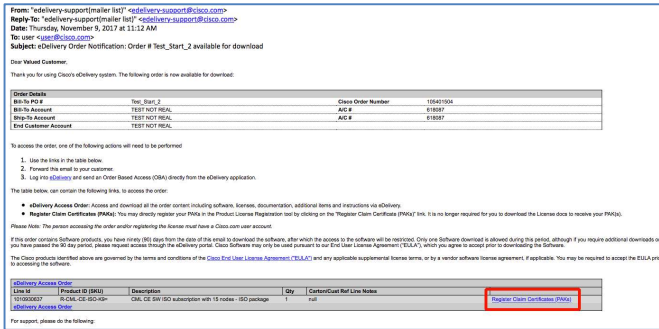 From: "edelivery-support(mailer list)" <edelivery-support@cisco.com>
Reply-To: "edelivery-support(mailer list)" <edelivery-support@cisco.com>
Date: Thursday, November 9, 2017 at 11:12 AM
To: user <user@cisco.com>
Subject: eDelivery Order Notification: Order # Test_Start_2 available for download
Dear Valued Customer,
Thank you for using Cisco's eDelivery system. The following order is now available for download:
Order Details
Bill-To PO # Test_Start_2 Cisco Order Number 105401504
Bill-To Account TEST NOT REAL A/C # 618087
Ship-To Account TEST NOT REAL A/C # 618087
End Customer Account TEST NOT REAL
To access the order, one of the following actions will need to be performed
1. Use the links in the table below.
2. Forward this email to your customer.
3. Log into eDelivery and send an Order Based Access (OBA) directly from the eDelivery application.
The table below, can contain the following links, to access the order:
• eDelivery Access Order: Access and download all the order content including software, licenses, documentation, additional items and instructions via eDelivery.
• Register Claim Certificates (PAKs): You may directly register your PAKs in the Product License Registration tool by clicking on the "Register Claim Certificate (PAKs)" link. It is no longer required for you to download the License docs to receive your PAK(s).
Please Note: The person accessing the order and/or registering the license must have a Cisco.com user account.
If this order contains Software products, you have ninety (90) days from the date of this email to download the software, after which the access to the software will be restricted. Only one Software download is allowed during this period, although if you require additional downloads or
you have passed the 90 day period, please request access through the eDelivery portal. Cisco Software may only be used pursuant to our End User License Agreement ("EULA"), which you agree to accept prior to downloading the Software.
The Cisco products identified above are governed by the terms and conditions of the Cisco End User License Agreement ("EULA") and any applicable supplemental license terms, or by a vendor software license agreement, if applicable. You may be required to accept the EULA prior
to accessing the software.
eDelivery Access Order
Line Id Product ID (SKU) Description Qty Carton/Cust Ref Line Notes
1010930837 R-CML-CE-ISO-K9= CML CE SW ISO subscription with 15 nodes - ISO package 1 null Register Claim Certificates (PAKs)
eDelivery Access Order
For support, please do the following: